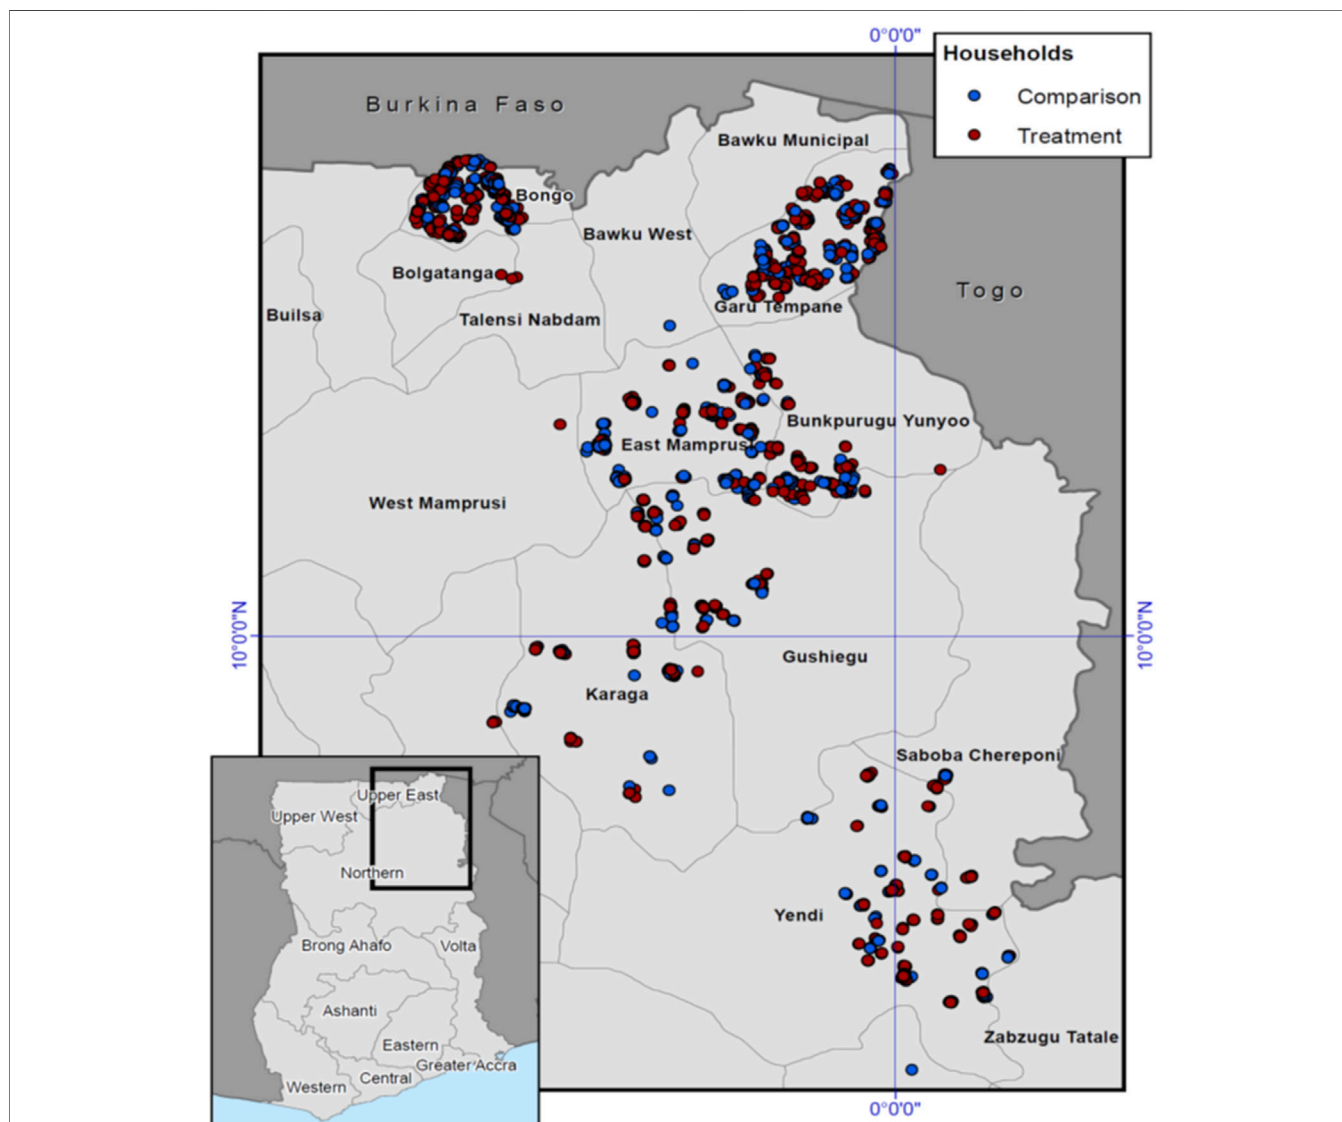 0°0'0"
Households
Comparison
Treatment
Burkina Faso
Bawku Municipal
Bongo
Bawku West
Bolgatanga
Togo
Garu Tempane
Builsa
Talensi Nabdam
Bunkpurugu Yunyoo
East Mamprusi
West Mamprusi
10°0'0"N
10°0'0"N
Gushiegu
Karaga
Saboba Chereponi
Upper East
Upper West
Northern
Yendi
Brong Ahafo
Volta
Ashanti
Zabzugu Tatale
Eastern
Greater Accra
Central
Western
0°0'0"